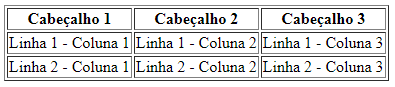 Cabeçalho 1 Cabeçalho 2 Cabeçalho 3
Linha 1 - Coluna 1 Linha 1 - Coluna 2 Linha 1 - Coluna 3
Linha 2 - Coluna 1 Linha 2 - Coluna 2 Linha 2 - Coluna 3